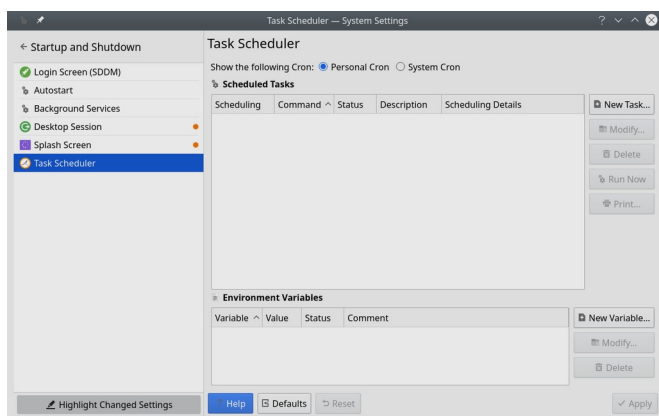 Task Scheduler — System Settings
Startup and Shutdown
Login Screen (SDDM)
Autostart
Background Services
Desktop Session
Splash Screen
Task Scheduler
Highlight Changed Settings
Task Scheduler
Show the following Cron: Personal Cron System Cron
Scheduled Tasks
Scheduling Command Status Description Scheduling Details
New Task...
Modify...
Delete
Run Now
Print...
Environment Variables
Variable Value Status Comment
New Variable...
Modify...
Delete
Help Defaults Reset Apply